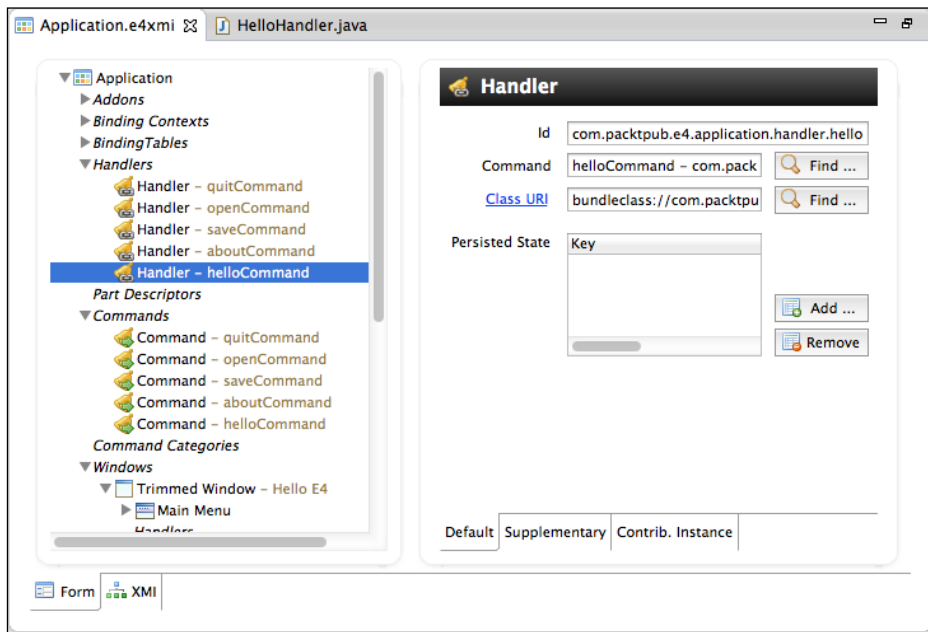 Application.e4xmi HelloHandler.java
Application
Addons
Binding Contexts
BindingTables
Handlers
Handler – quitCommand
Handler – openCommand
Handler – saveCommand
Handler – aboutCommand
Handler – helloCommand
Part Descriptors
Commands
Command – quitCommand
Command – openCommand
Command – saveCommand
Command – aboutCommand
Command – helloCommand
Command Categories
Windows
Trimmed Window – Hello E4
Main Menu
Handlers
Handler
Id com.packtpub.e4.application.handler.hello
Command helloCommand – com.pack Find ...
Class URI bundleclass://com.packtpu Find ...
Persisted State Key
Add ...
Remove
Default Supplementary Contrib. Instance
Form XMI